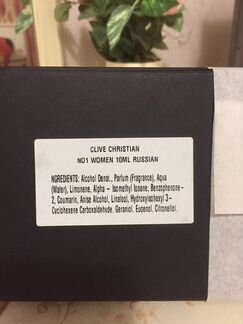 CLIVE CHRISTIAN
NO1 WOMEN 10ML RUSSIAN
NGREDIENTS: Alcohol Denat., Parfum (Fragrance), Aqua
(Water), Limonene, Alpha – Isomethyl Ionone, Benzophenone -
2, Coumarin, Anise Alcohol, Linalool, Hydroxyisohexyl 3-
Cyclohexene Carboxaldehyde, Geraniol, Eugenol, Citronellol.